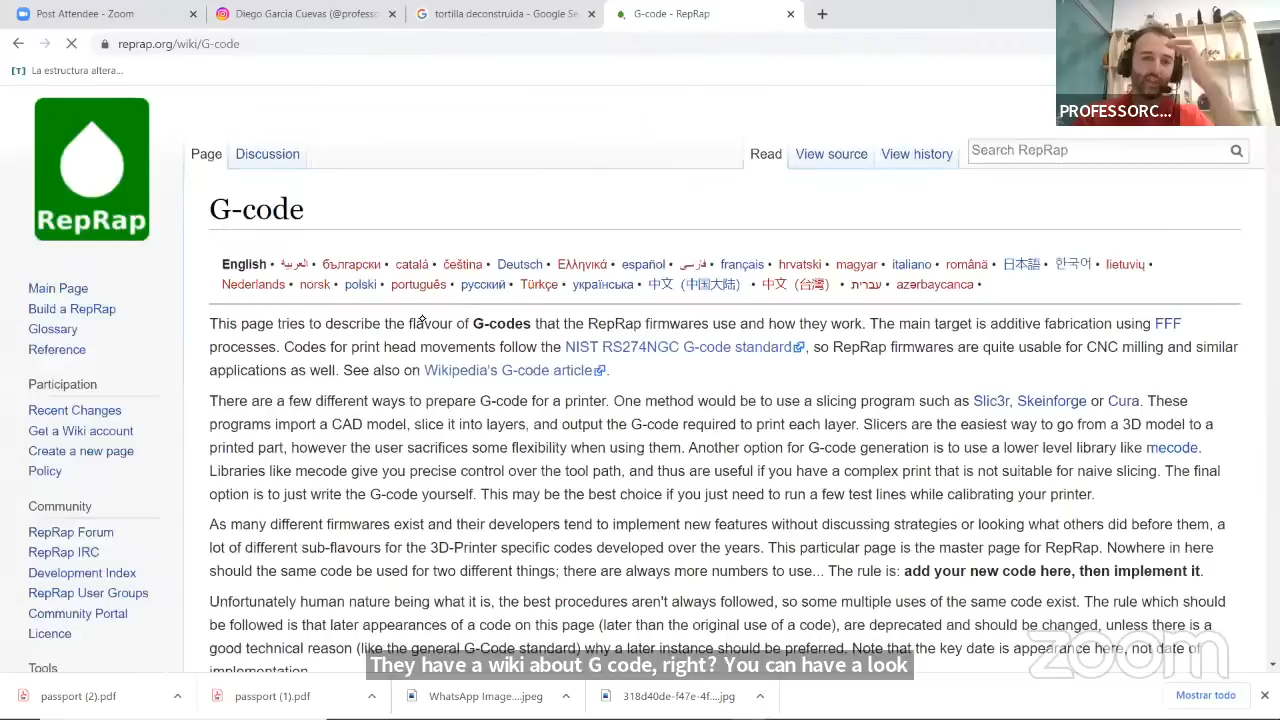 Post Attendee - Zoom
Diego Garcia Cuevas (@professo
tortilla deconstruida - Google Se
G-code - RepRap
reprap.org/wiki/G-code
[T] La estructura altera...
PROFESSORC...
RepRap
Page
Discussion
Read
View source
View history
Search RepRap
G-code
English • العربية • български • català • čeština • Deutsch • Ελληνικά • español • فارسی • français • hrvatski • magyar • italiano • română • 日本語 • 한국어 • lietuvių •
Nederlands • norsk • polski • português • русский • Türkçe • українська • 中文（中国大陆） • 中文（台灣） • עברית • azərbaycanca •
Main Page
Build a RepRap
Glossary
Reference
Participation
Recent Changes
Get a Wiki account
Create a new page
Policy
Community
RepRap Forum
RepRap IRC
Development Index
RepRap User Groups
Community Portal
Licence
Tools
This page tries to describe the flavour of G-codes that the RepRap firmwares use and how they work. The main target is additive fabrication using FFF
processes. Codes for print head movements follow the NIST RS274NGC G-code standard, so RepRap firmwares are quite usable for CNC milling and similar
applications as well. See also on Wikipedia's G-code article.
There are a few different ways to prepare G-code for a printer. One method would be to use a slicing program such as Slic3r, Skeinforge or Cura. These
programs import a CAD model, slice it into layers, and output the G-code required to print each layer. Slicers are the easiest way to go from a 3D model to a
printed part, however the user sacrifices some flexibility when using them. Another option for G-code generation is to use a lower level library like mecode.
Libraries like mecode give you precise control over the tool path, and thus are useful if you have a complex print that is not suitable for naive slicing. The final
option is to just write the G-code yourself. This may be the best choice if you just need to run a few test lines while calibrating your printer.
As many different firmwares exist and their developers tend to implement new features without discussing strategies or looking what others did before them, a
lot of different sub-flavours for the 3D-Printer specific codes developed over the years. This particular page is the master page for RepRap. Nowhere in here
should the same code be used for two different things; there are always more numbers to use... The rule is: add your new code here, then implement it.
Unfortunately human nature being what it is, the best procedures aren't always followed, so some multiple uses of the same code exist. The rule which should
be followed is that later appearances of a code on this page (later than the original use of a code), are deprecated and should be changed, unless there is a
good technical reason (like the general G-Code standard) why a later instance should be preferred. Note that the key date is appearance here, not date of
implementation.
They have a wiki about G code, right? You can have a look
zoom
passport (2).pdf
passport (1).pdf
WhatsApp Image....jpeg
318d40de-f47e-4f....jpg
Mostrar todo